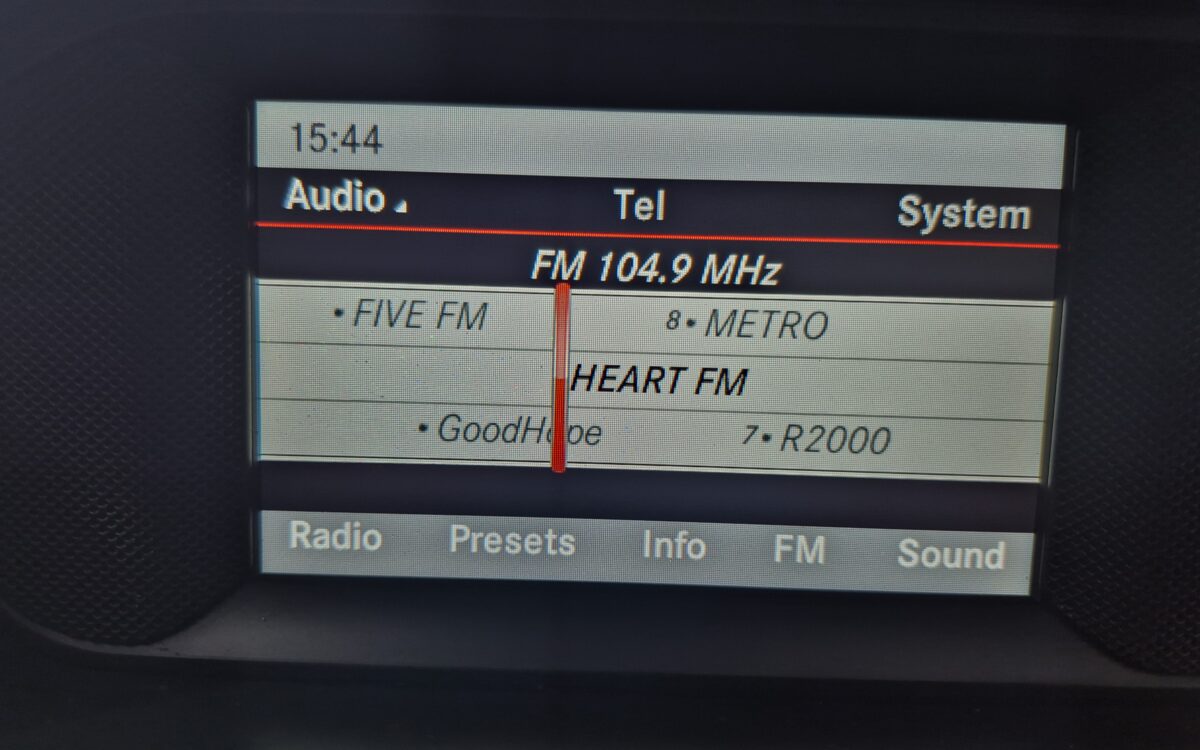 15:44
Audio Tel System
FM 104.9 MHz
• FIVE FM 8• METRO
HEART FM
• GoodHope 7• R2000
Radio Presets Info FM Sound